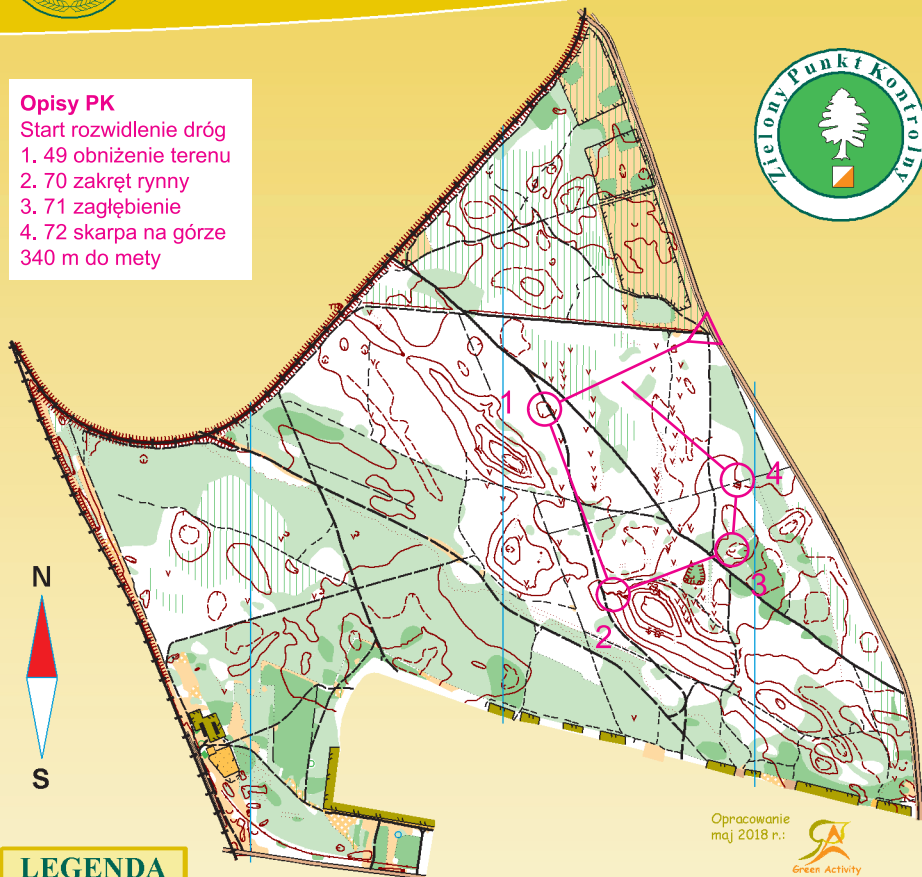 Opisy PK
Start rozwidlenie dróg
1. 49 obniżenie terenu
2. 70 zakręt rynny
3. 71 zagłębienie
4. 72 skarpa na górze
340 m do mety
Zielony Punkt Kontrolny
1
4
3
2
N
S
Opracowanie
maj 2018 r.:
Green Activity
LEGENDA